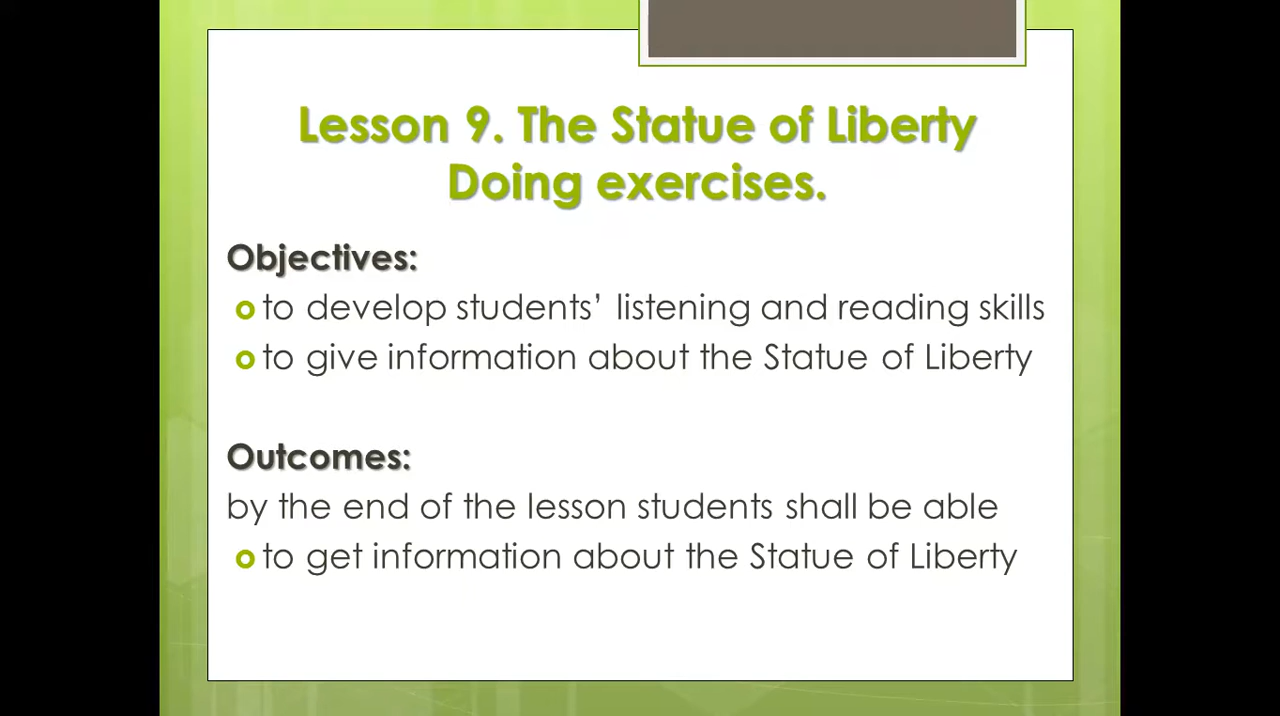 Lesson 9. The Statue of Liberty
Doing exercises.
Objectives:
to develop students’ listening and reading skills
to give information about the Statue of Liberty
Outcomes:
by the end of the lesson students shall be able
to get information about the Statue of Liberty